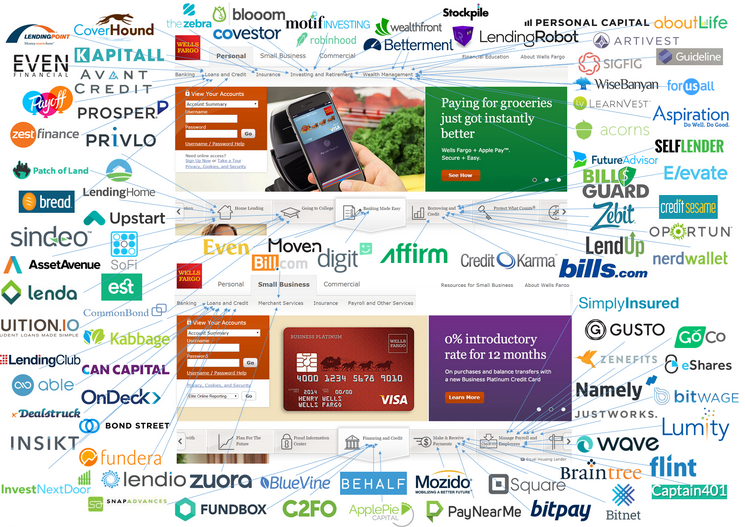 LENDINGPOINT
CoverHound
the zebra
blooom
motif INVESTING
Stockpile
wealthfront
PERSONAL CAPITAL
aboutLife
WELLS FARGO
covestor
robinhood
Betterment
LendingRobot
ARTIVEST
EVEN FINANCIAL
KAPITALL
Personal
Small Business
Commercial
Financial Education
About Wells Fargo
SIGFIG
Guideline
AVANT CREDIT
Banking
Loans and Credit
Insurance
Investing and Retirement
Wealth Management
WiseBanyan
forusall
Payoff
PROSPER
View Your Accounts
Account Summary
Username
Password
Go
Username / Password Help
Need online access?
Sign Up Now or Take a Tour
Privacy, Cookies, and Security
Paying for groceries
just got instantly
better
Wells Fargo + Apple Pay™.
Secure + Easy.
See How
LEARNVEST
Aspiration
Do Well. Do Good.
zestfinance
PRIVLO
acorns
SELFLENDER
Patch of Land
LendingHome
FutureAdvisor
BILL GUARD
Elevate
bread
Upstart
Home Lending
Going to College
Banking Made Easy
Borrowing and Credit
Protect What Counts
Zebit
credit sesame
OPORTUN
sindeo
SoFi
Even
Moven
Bill.com
digit
affirm
Credit Karma
LendUp
nerdwallet
bills.com
AssetAvenue
WELLS FARGO
Personal
Small Business
Commercial
Resources for Small Business
About Wells Fargo
lenda
est
Banking
Loans and Credit
Merchant Services
Insurance
Payroll and Other Services
SimplyInsured
CommonBond
UITION.IO
UDENT LOANS MADE SIMPLE
Kabbage
View Your Accounts
Account Summary
Username
Password
Go
Username / Password Help
Privacy, Cookies, and Security
Go
BUSINESS PLATINUM
WELLS FARGO
4000 1234 5678 9010
HENRY WELLS
WELLS FARGO
VISA
0% introductory
rate for 12 months
On purchases and balance transfers with
a new Business Platinum Credit Card
Learn More
GUSTO
GoCo
LendingClub
CAN CAPITAL
ZENEFITS
eShares
able
OnDeck
Namely
bitWAGE
Dealstruck
BOND STREET
JUSTWORKS.
Lumity
INSIKT
fundera
Plan For The Future
Fraud Information Center
Financing and Credit
Make & Receive Payments
Manage Payroll and
wave
Equal Housing Lender
Braintree
flint
InvestNextDoor
lendio
zuora
BlueVine
BEHALF
Mozido
MOBILIZING A BETTER FUTURE
Square
Captain401
SNAPADVANCES
FUNDBOX
C2FO
ApplePie CAPITAL
PayNearMe
bitpay
Bitnet